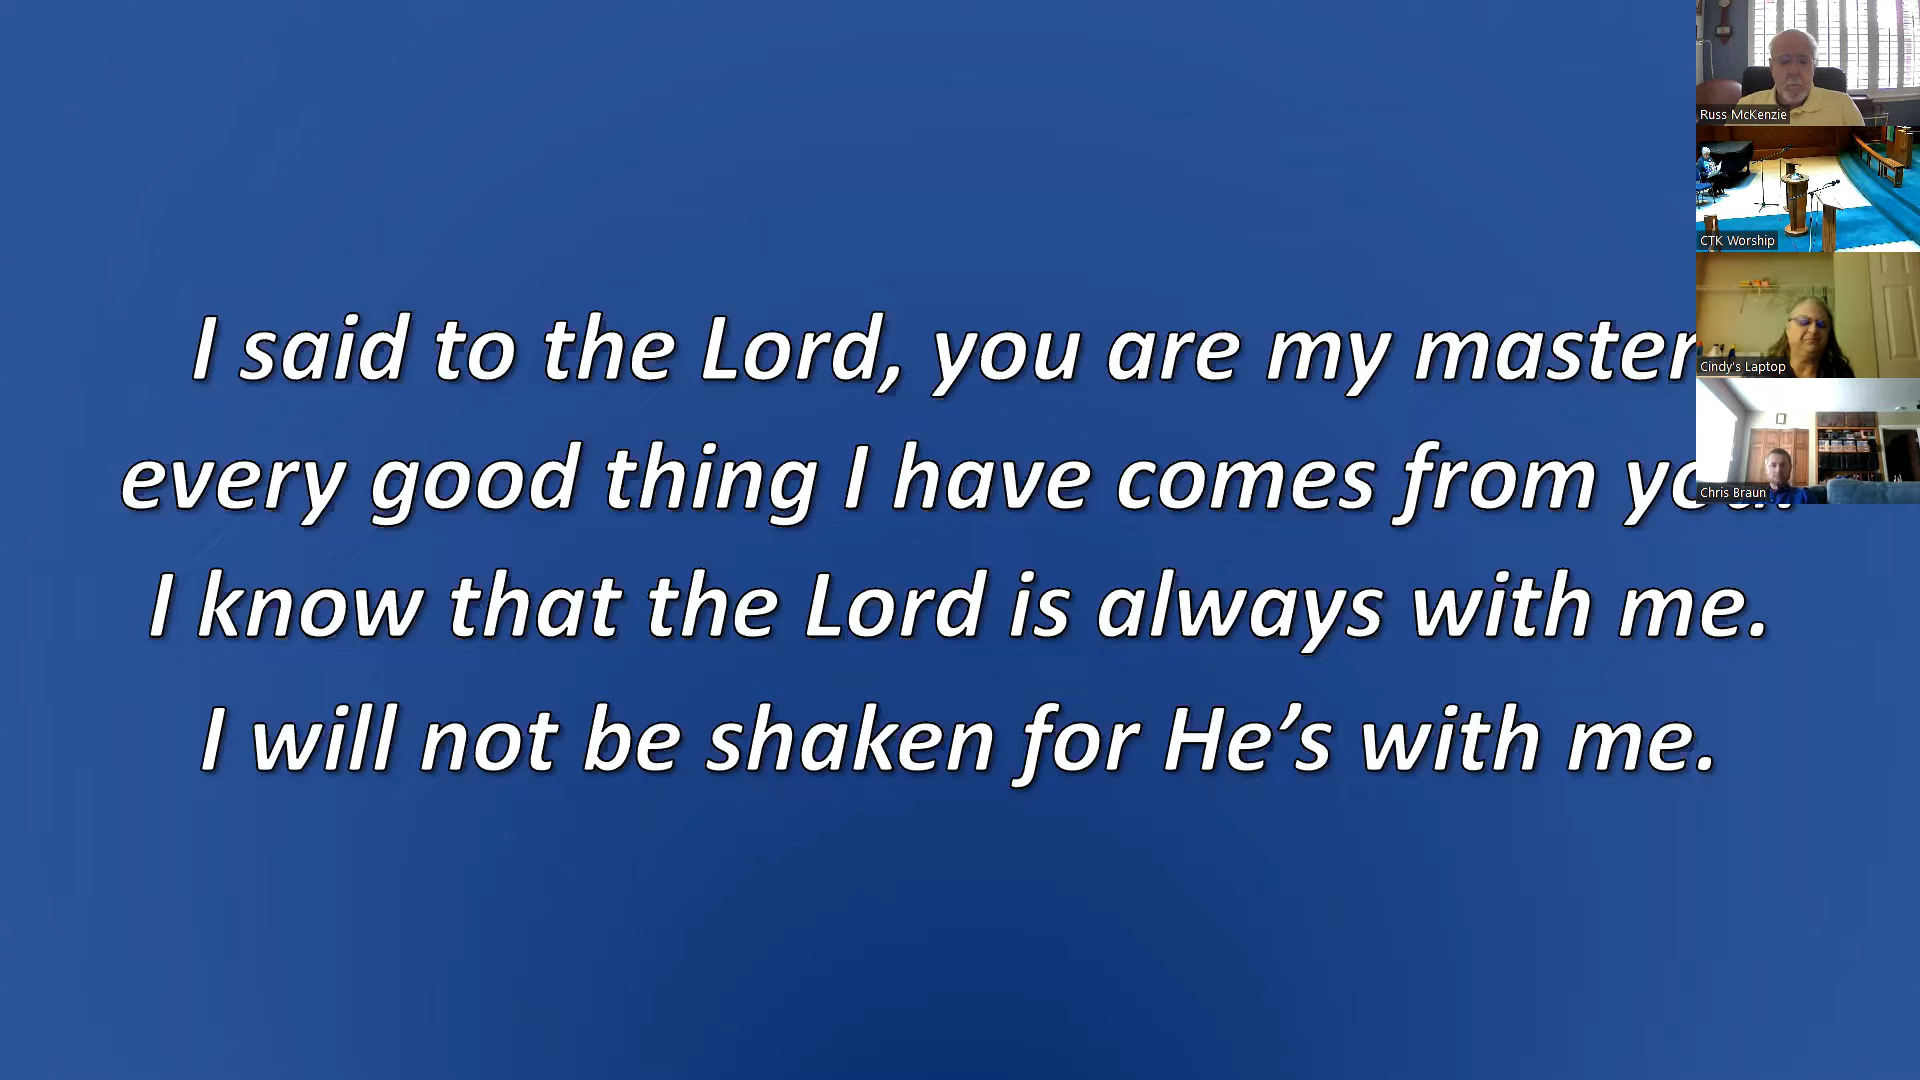 I said to the Lord, you are my master
every good thing I have comes from
I know that the Lord is always with me.
I will not be shaken for He’s with me.
Russ McKenzie
CTK Worship
Cindy's Laptop
Chris Braun